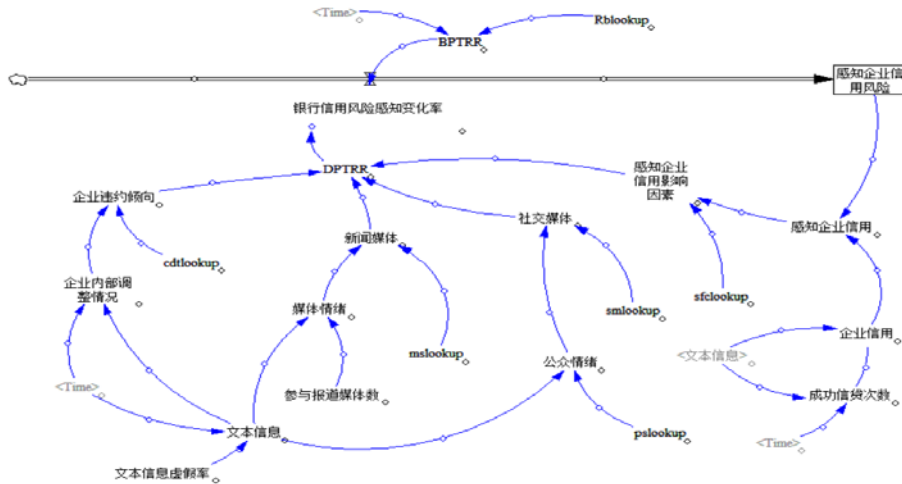 <Time>
Rblookup
BPTRR
感知企业信
用风险
银行信用风险感知变化率
DPTRR
感知企业
信用影响
因素
企业违约倾向
社交媒体
感知企业信用
新闻媒体
cdtlookup
企业内部调
整情况
媒体情绪
smlookup
sfclookup
企业信用
mslookup
<文本信息>
公众情绪
<Time>
参与报道媒体数
成功信贷次数
文本信息
pslookup
<Time>
文本信息虚假率